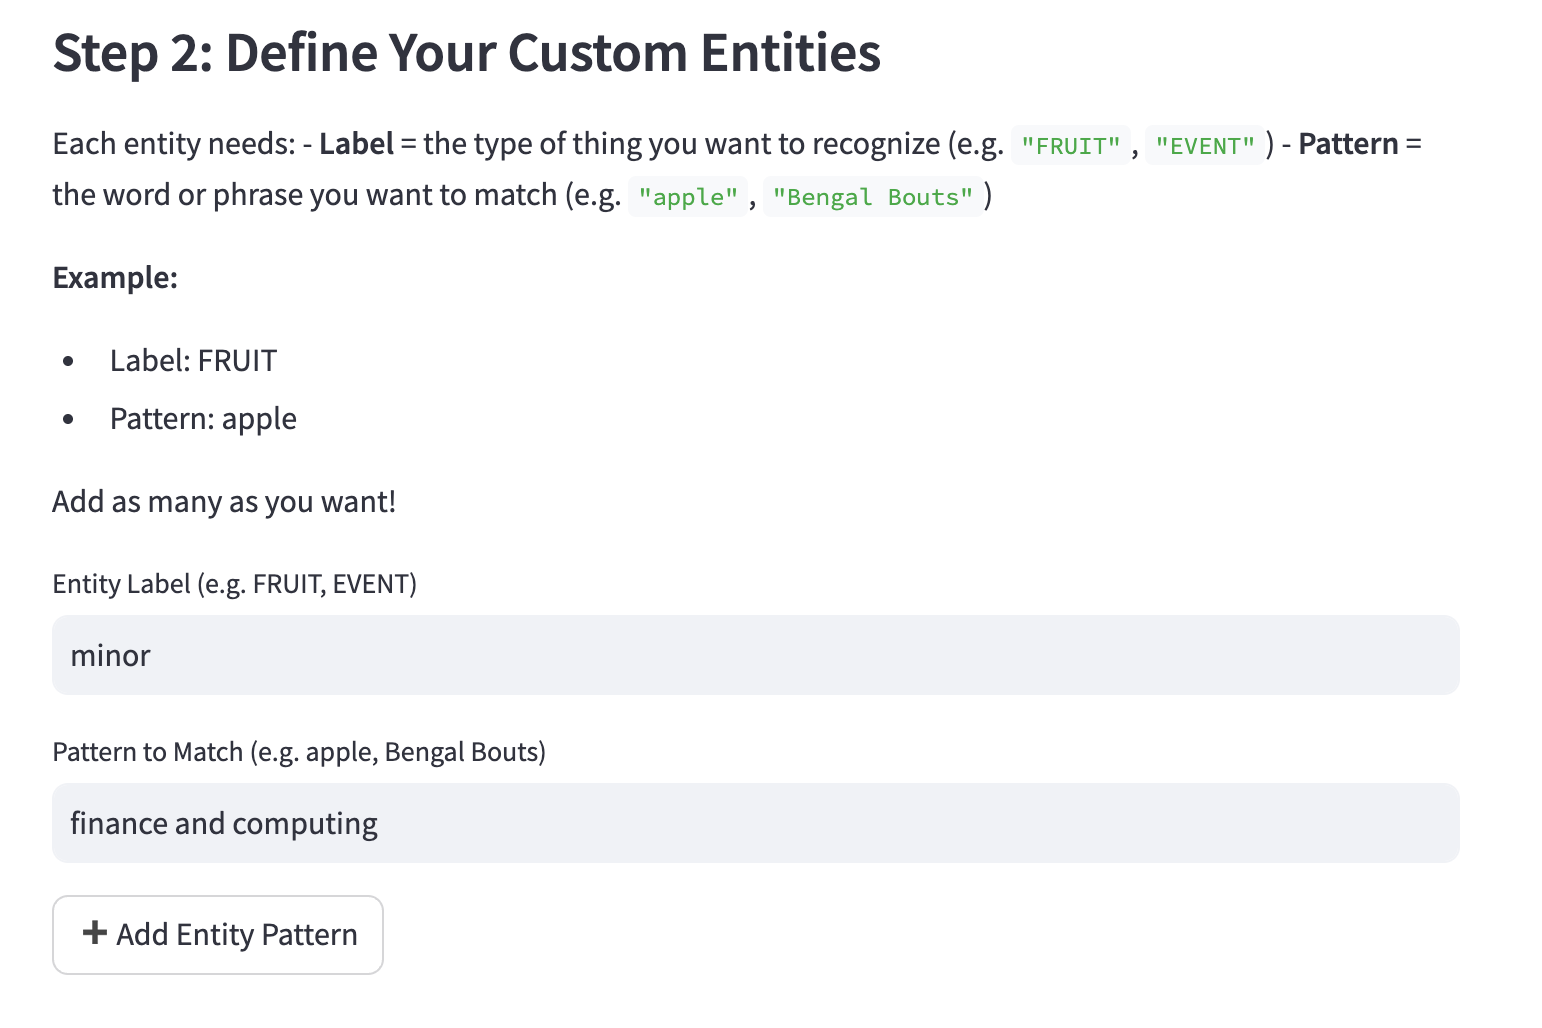 Step 2: Define Your Custom Entities
Each entity needs: - Label = the type of thing you want to recognize (e.g. "FRUIT", "EVENT") - Pattern =
the word or phrase you want to match (e.g. "apple", "Bengal Bouts")
Example:
• Label: FRUIT
• Pattern: apple
Add as many as you want!
Entity Label (e.g. FRUIT, EVENT)
minor
Pattern to Match (e.g. apple, Bengal Bouts)
finance and computing
➕ Add Entity Pattern